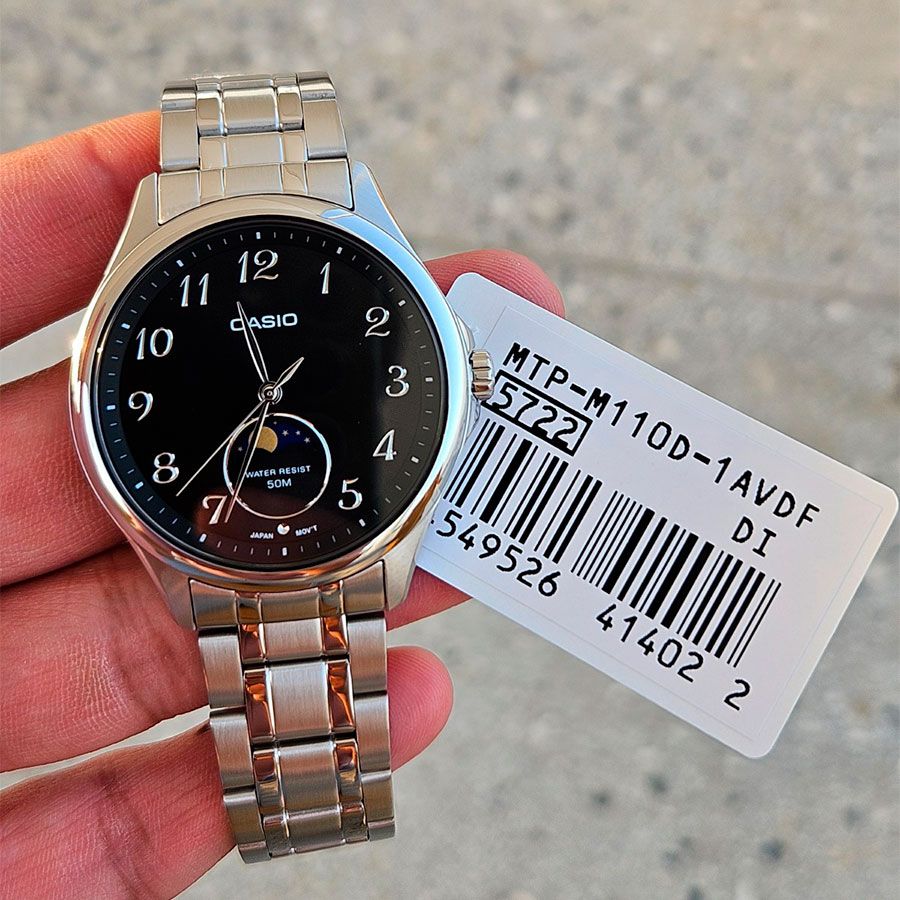 12
11
1
CASIO
10
2
9
3
WATER RESIST
50M
8
4
7
5
JAPAN MOV'T
MTP-M110D-1AVDF
5722
DI
549526 41402 2